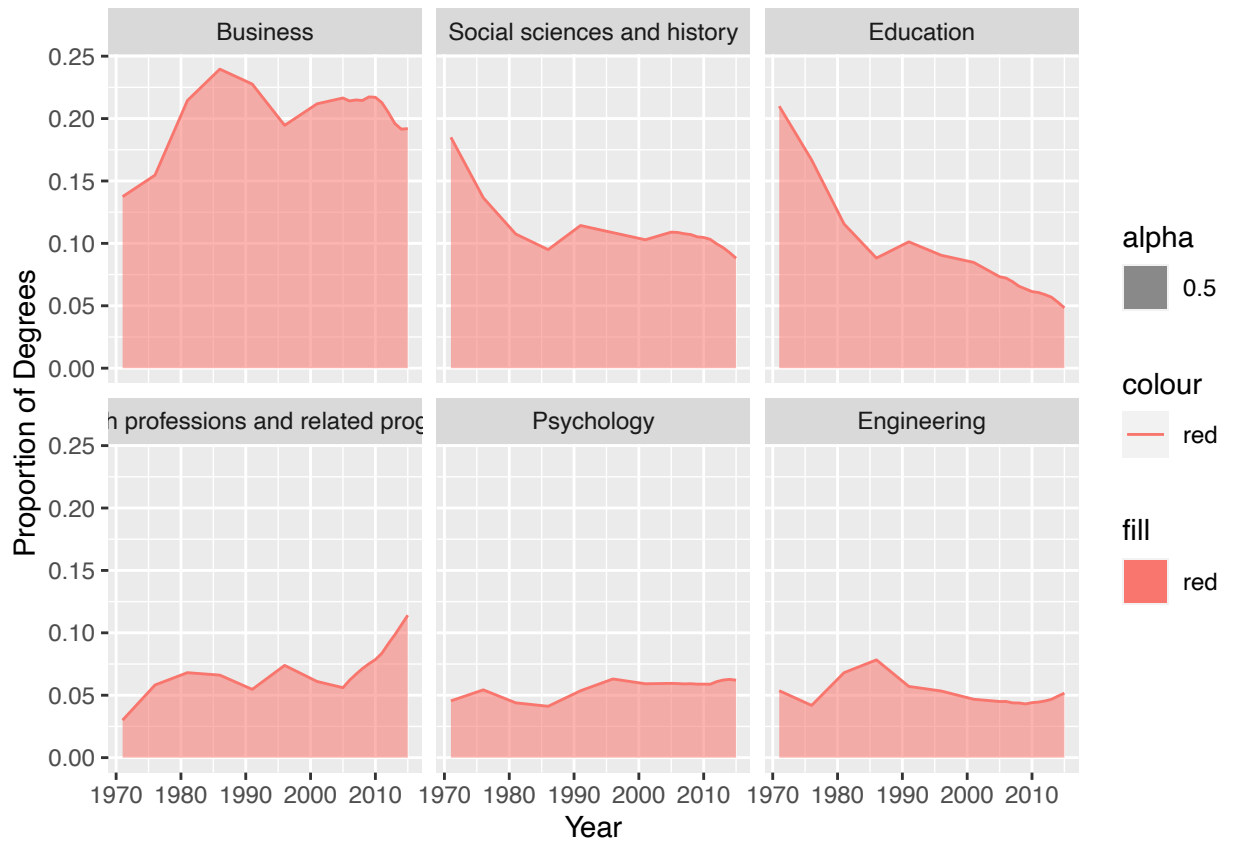 Business Social sciences and history Education
0.25
0.20
0.15
0.10
0.05
0.00
h professions and related prog Psychology Engineering
0.25
0.20
0.15
0.10
0.05
0.00
1970 1980 1990 2000 2010 1970 1980 1990 2000 2010 1970 1980 1990 2000 2010
Year
Proportion of Degrees
alpha
0.5
colour
red
fill
red